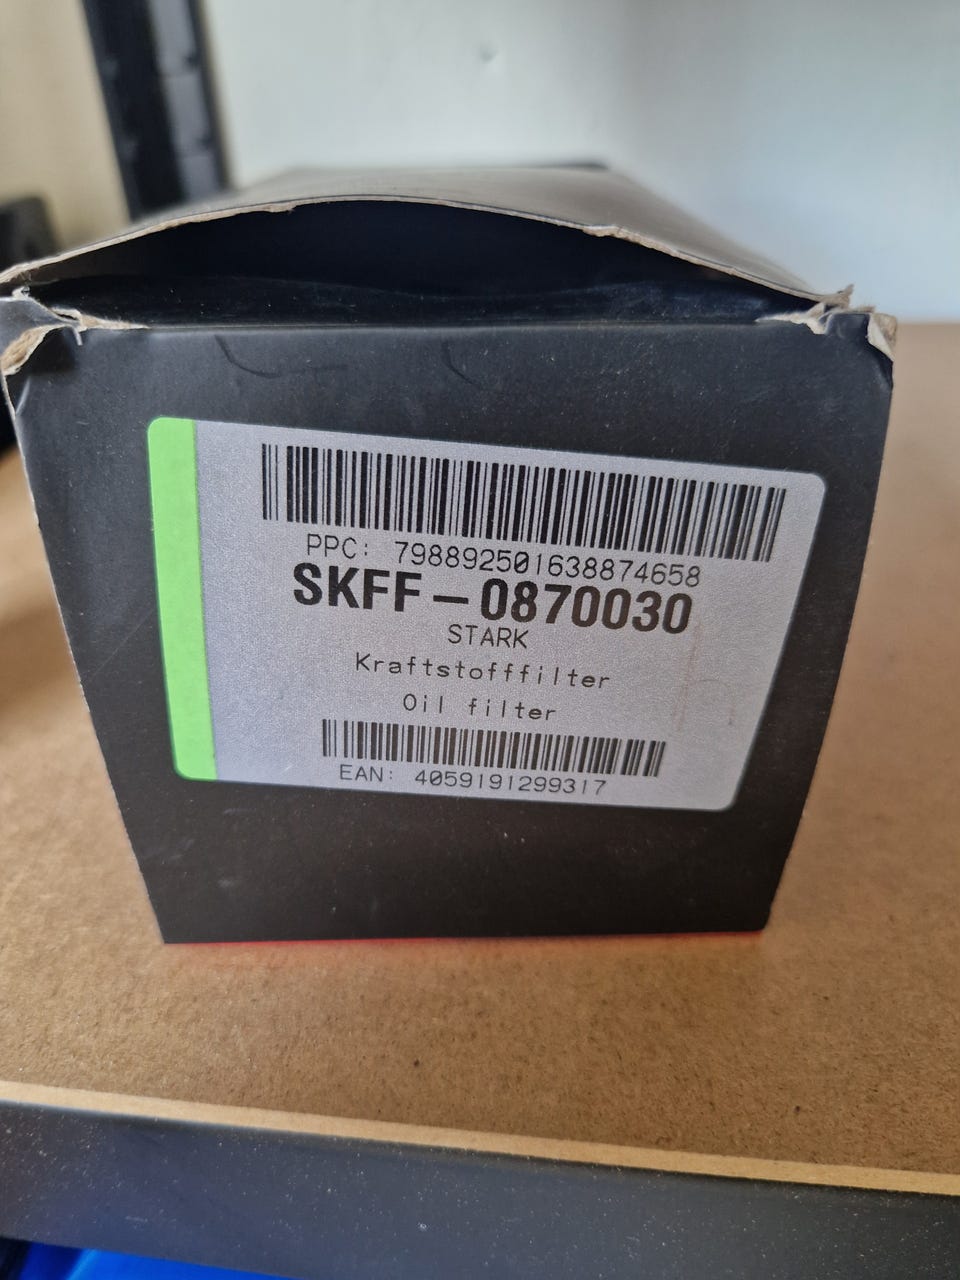 PPC: 798892501638874658
SKFF-0870030
STARK
Kraftstofffilter
Oil filter
EAN: 4059191299317